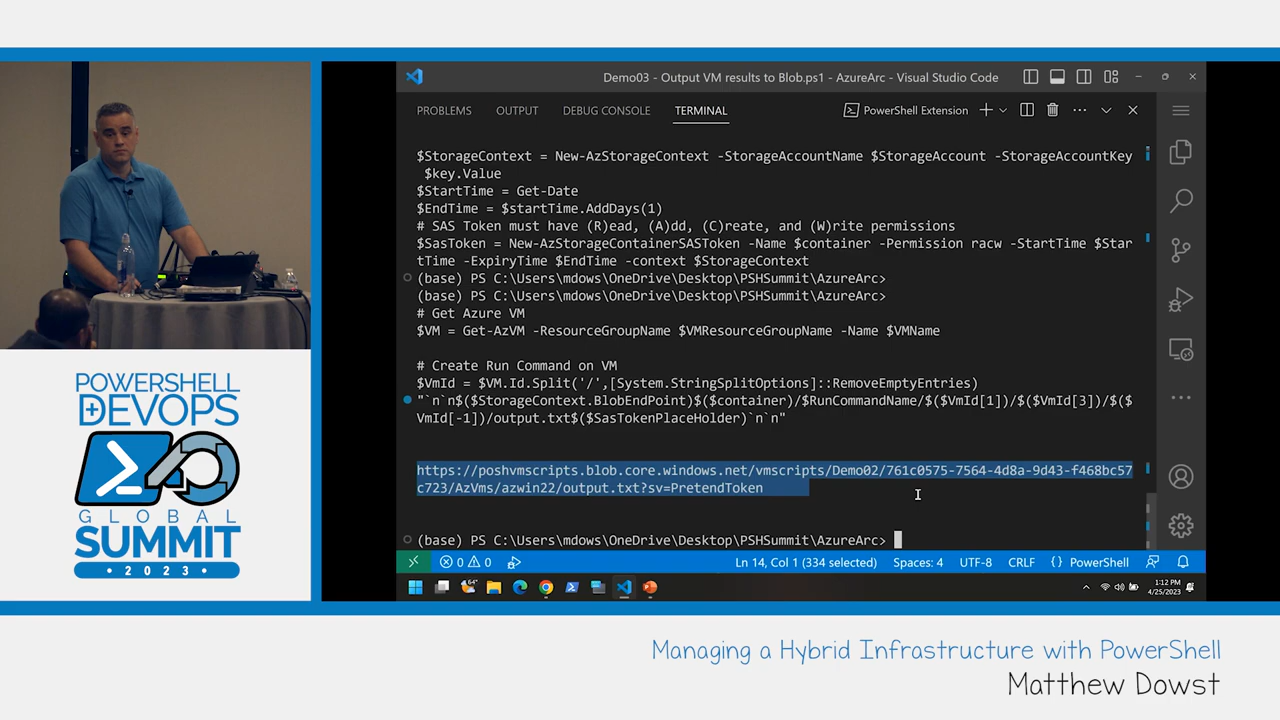 Demo03 - Output VM results to Blob.ps1 - AzureArc - Visual Studio Code
PROBLEMS OUTPUT DEBUG CONSOLE TERMINAL PowerShell Extension
$StorageContext = New-AzStorageContext -StorageAccountName $StorageAccount -StorageAccountKey
$key.Value
$StartTime = Get-Date
$EndTime = $startTime.AddDays(1)
# SAS Token must have (R)ead, (A)dd, (C)reate, and (W)rite permissions
$SasToken = New-AzStorageContainerSASToken -Name $container -Permission racw -StartTime $Star
tTime -ExpiryTime $EndTime -context $StorageContext
(base) PS C:\Users\mdows\OneDrive\Desktop\PSHSummit\AzureArc>
(base) PS C:\Users\mdows\OneDrive\Desktop\PSHSummit\AzureArc>
# Get Azure VM
$VM = Get-AzVM -ResourceGroupName $VMResourceGroupName -Name $VMName
# Create Run Command on VM
$VmId = $VM.Id.Split('/',[System.StringSplitOptions]::RemoveEmptyEntries)
"`n`n$($StorageContext.BlobEndPoint)$($container)/$RunCommandName/$($VmId[1])/$($VmId[3])/$($
VmId[-1])/output.txt$($SasTokenPlaceHolder)`n`n"
https://poshvmscripts.blob.core.windows.net/vmscripts/Demo02/761c0575-7564-4d8a-9d43-f468bc57
c723/AzVms/azwin22/output.txt?sv=PretendToken
(base) PS C:\Users\mdows\OneDrive\Desktop\PSHSummit\AzureArc>
0 0 Ln 14, Col 1 (334 selected) Spaces: 4 UTF-8 CRLF {} PowerShell
64°
1:12 PM
4/25/2023
POWERSHELL
DEVOPS
GLOBAL
SUMMIT
2023
Managing a Hybrid Infrastructure with PowerShell
Matthew Dowst